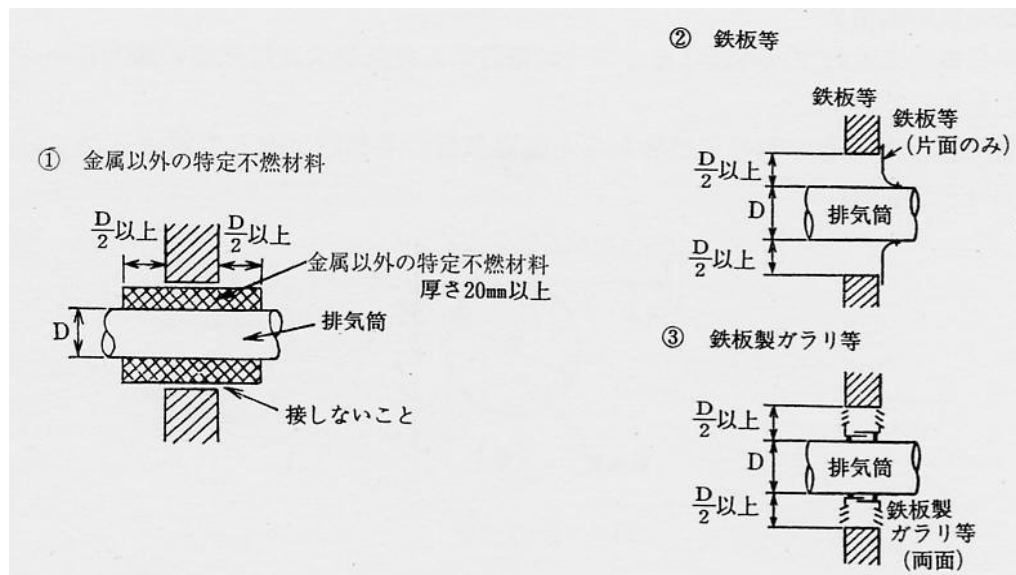 ① 金属以外の特定不燃材料
D/2以上
D/2以上
金属以外の特定不燃材料
厚さ20mm以上
D
排気筒
接しないこと
② 鉄板等
鉄板等
鉄板等
(片面のみ)
D/2以上
D
排気筒
D/2以上
③ 鉄板製ガラリ等
D/2以上
D
排気筒
D/2以上
鉄板製
ガラリ等
(両面)